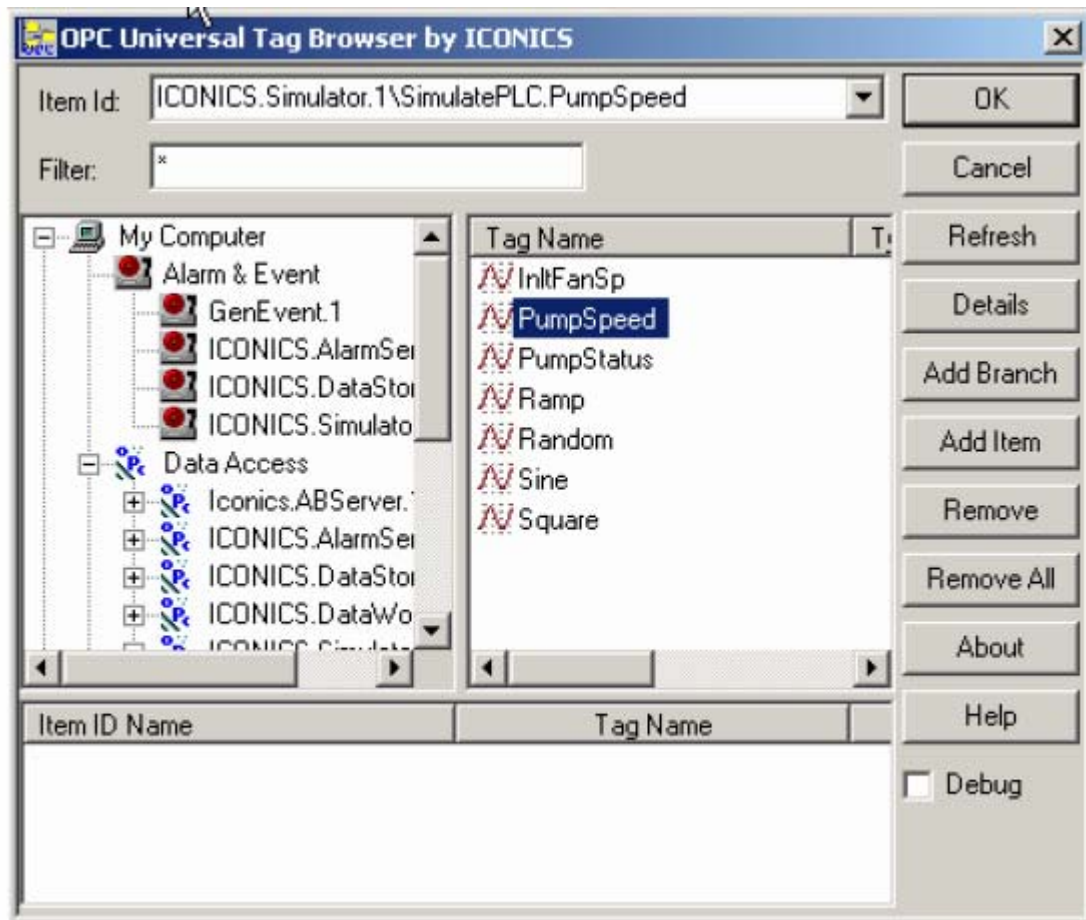 OPC Universal Tag Browser by ICONICS
Item Id: ICONICS.Simulator.1\SimulatePLC.PumpSpeed
OK
Filter: *
Cancel
My Computer
Alarm & Event
GenEvent.1
ICONICS.AlarmSer
ICONICS.DataStor
ICONICS.Simulato
Data Access
Iconics.ABServer.
ICONICS.AlarmSer
ICONICS.DataStor
ICONICS.DataWo
Tag Name
InltFanSp
PumpSpeed
PumpStatus
Ramp
Random
Sine
Square
Refresh
Details
Add Branch
Add Item
Remove
Remove All
About
Help
Debug
Item ID Name Tag Name